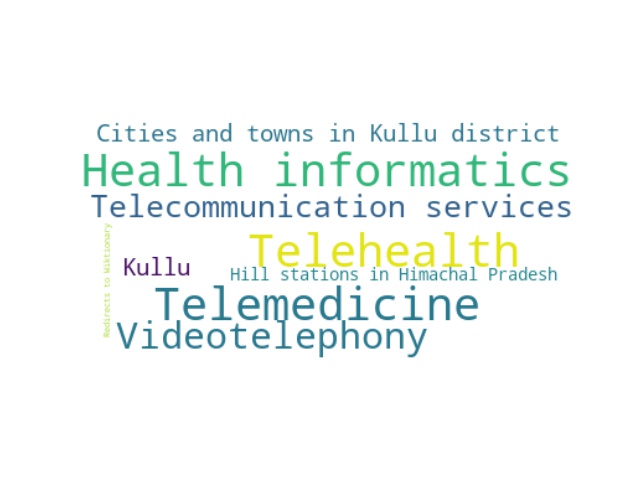 Cities and towns in Kullu district
Health informatics
Telecommunication services
Redirects to Wiktionary
Telehealth
Kullu
Hill stations in Himachal Pradesh
Telemedicine
Videotelephony